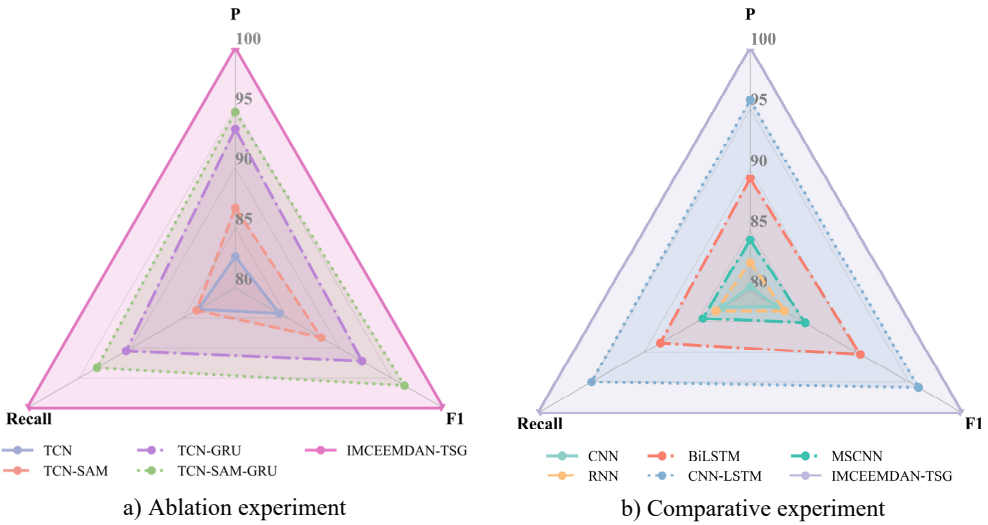 P
100
95
90
85
80
Recall
F1
TCN
TCN-GRU
IMCEEMDAN-TSG
TCN-SAM
TCN-SAM-GRU
a) Ablation experiment
P
100
95
90
85
80
Recall
F1
CNN
BiLSTM
MSCNN
RNN
CNN-LSTM
IMCEEMDAN-TSG
b) Comparative experiment